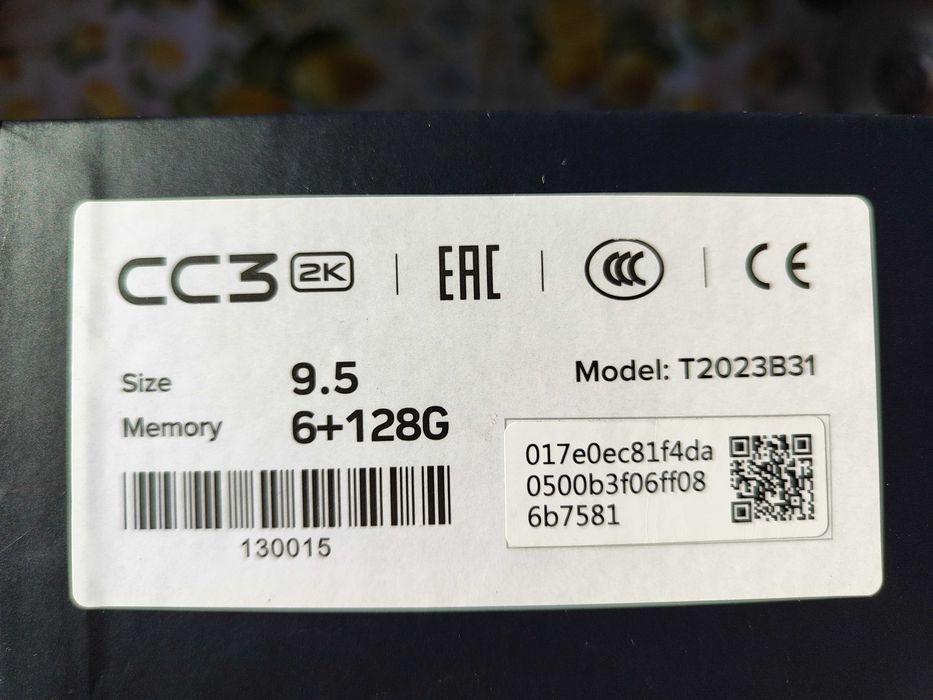 CC3 2K EAC CCC CE
Size 9.5
Model: T2023B31
Memory 6+128G
017e0ec81f4da
0500b3f06ff08
6b7581
130015